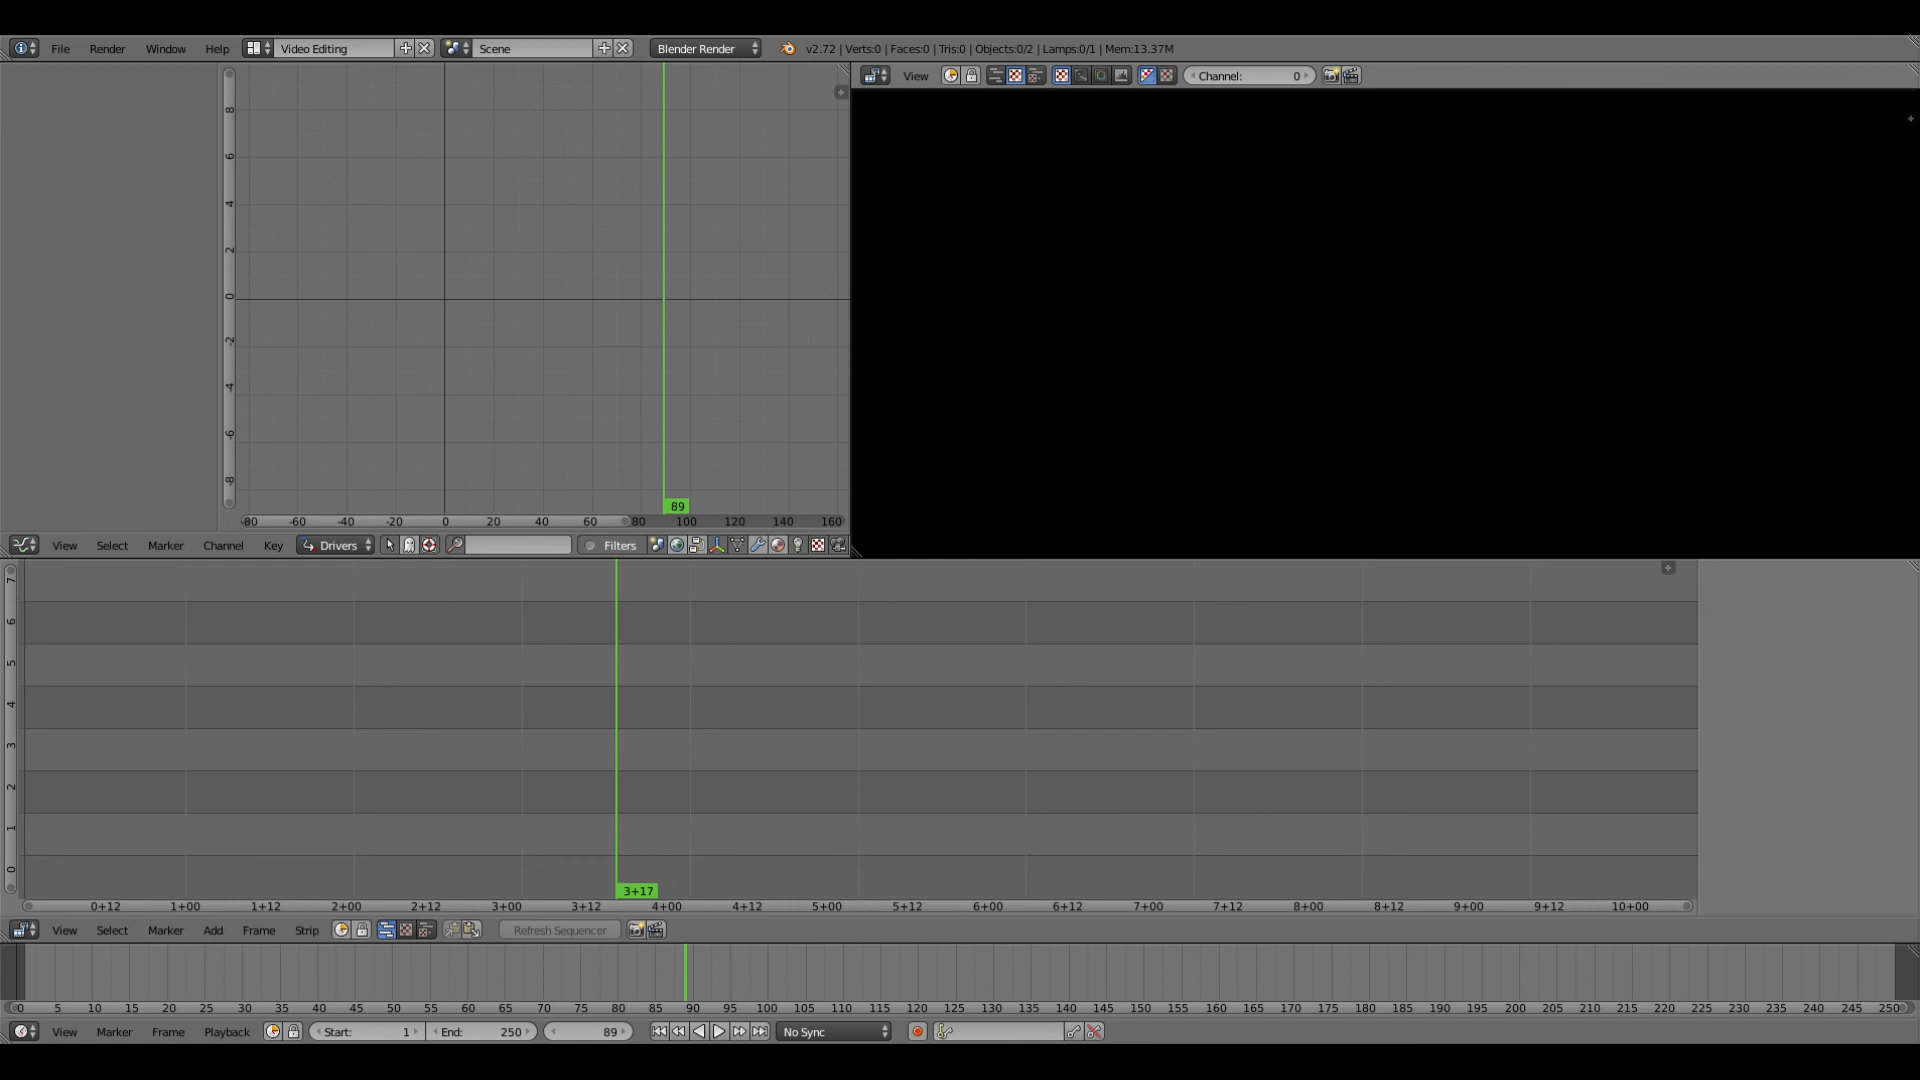 File Render Window Help Video Editing Scene Blender Render v2.72 | Verts:0 | Faces:0 | Tris:0 | Objects:0/2 | Lamps:0/1 | Mem:13.37M
View Channel: 0
8
6
4
2
0
-2
-4
-6
-8
89
-80 -60 -40 -20 0 20 40 60 80 100 120 140 160
View Select Marker Channel Key Drivers Filters
7
6
5
4
3
2
1
0
3+17
0+12 1+00 1+12 2+00 2+12 3+00 3+12 4+00 4+12 5+00 5+12 6+00 6+12 7+00 7+12 8+00 8+12 9+00 9+12 10+00
View Select Marker Add Frame Strip Refresh Sequencer
0 5 10 15 20 25 30 35 40 45 50 55 60 65 70 75 80 85 90 95 100 105 110 115 120 125 130 135 140 145 150 155 160 165 170 175 180 185 190 195 200 205 210 215 220 225 230 235 240 245 250
View Marker Frame Playback Start: 1 End: 250 89 No Sync